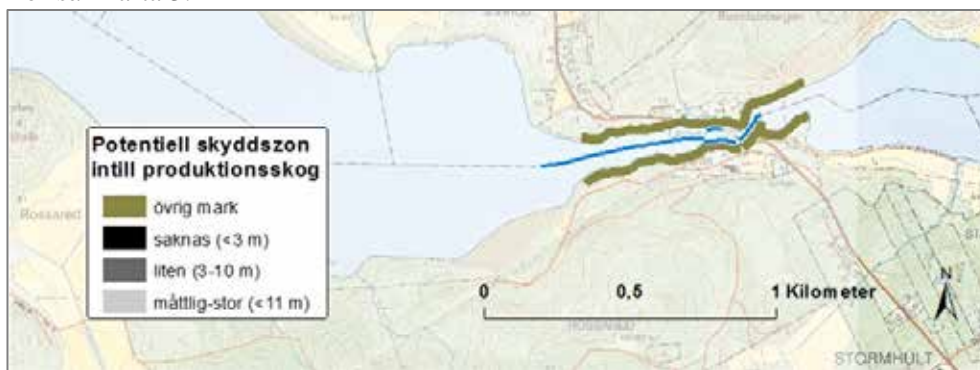 Potentiell skyddszon
intill produktionsskog
övrig mark
saknas (<3 m)
liten (3-10 m)
måttlig-stor (<11 m)
Rossared
0
0,5
1 Kilometer
N
STORMHULT